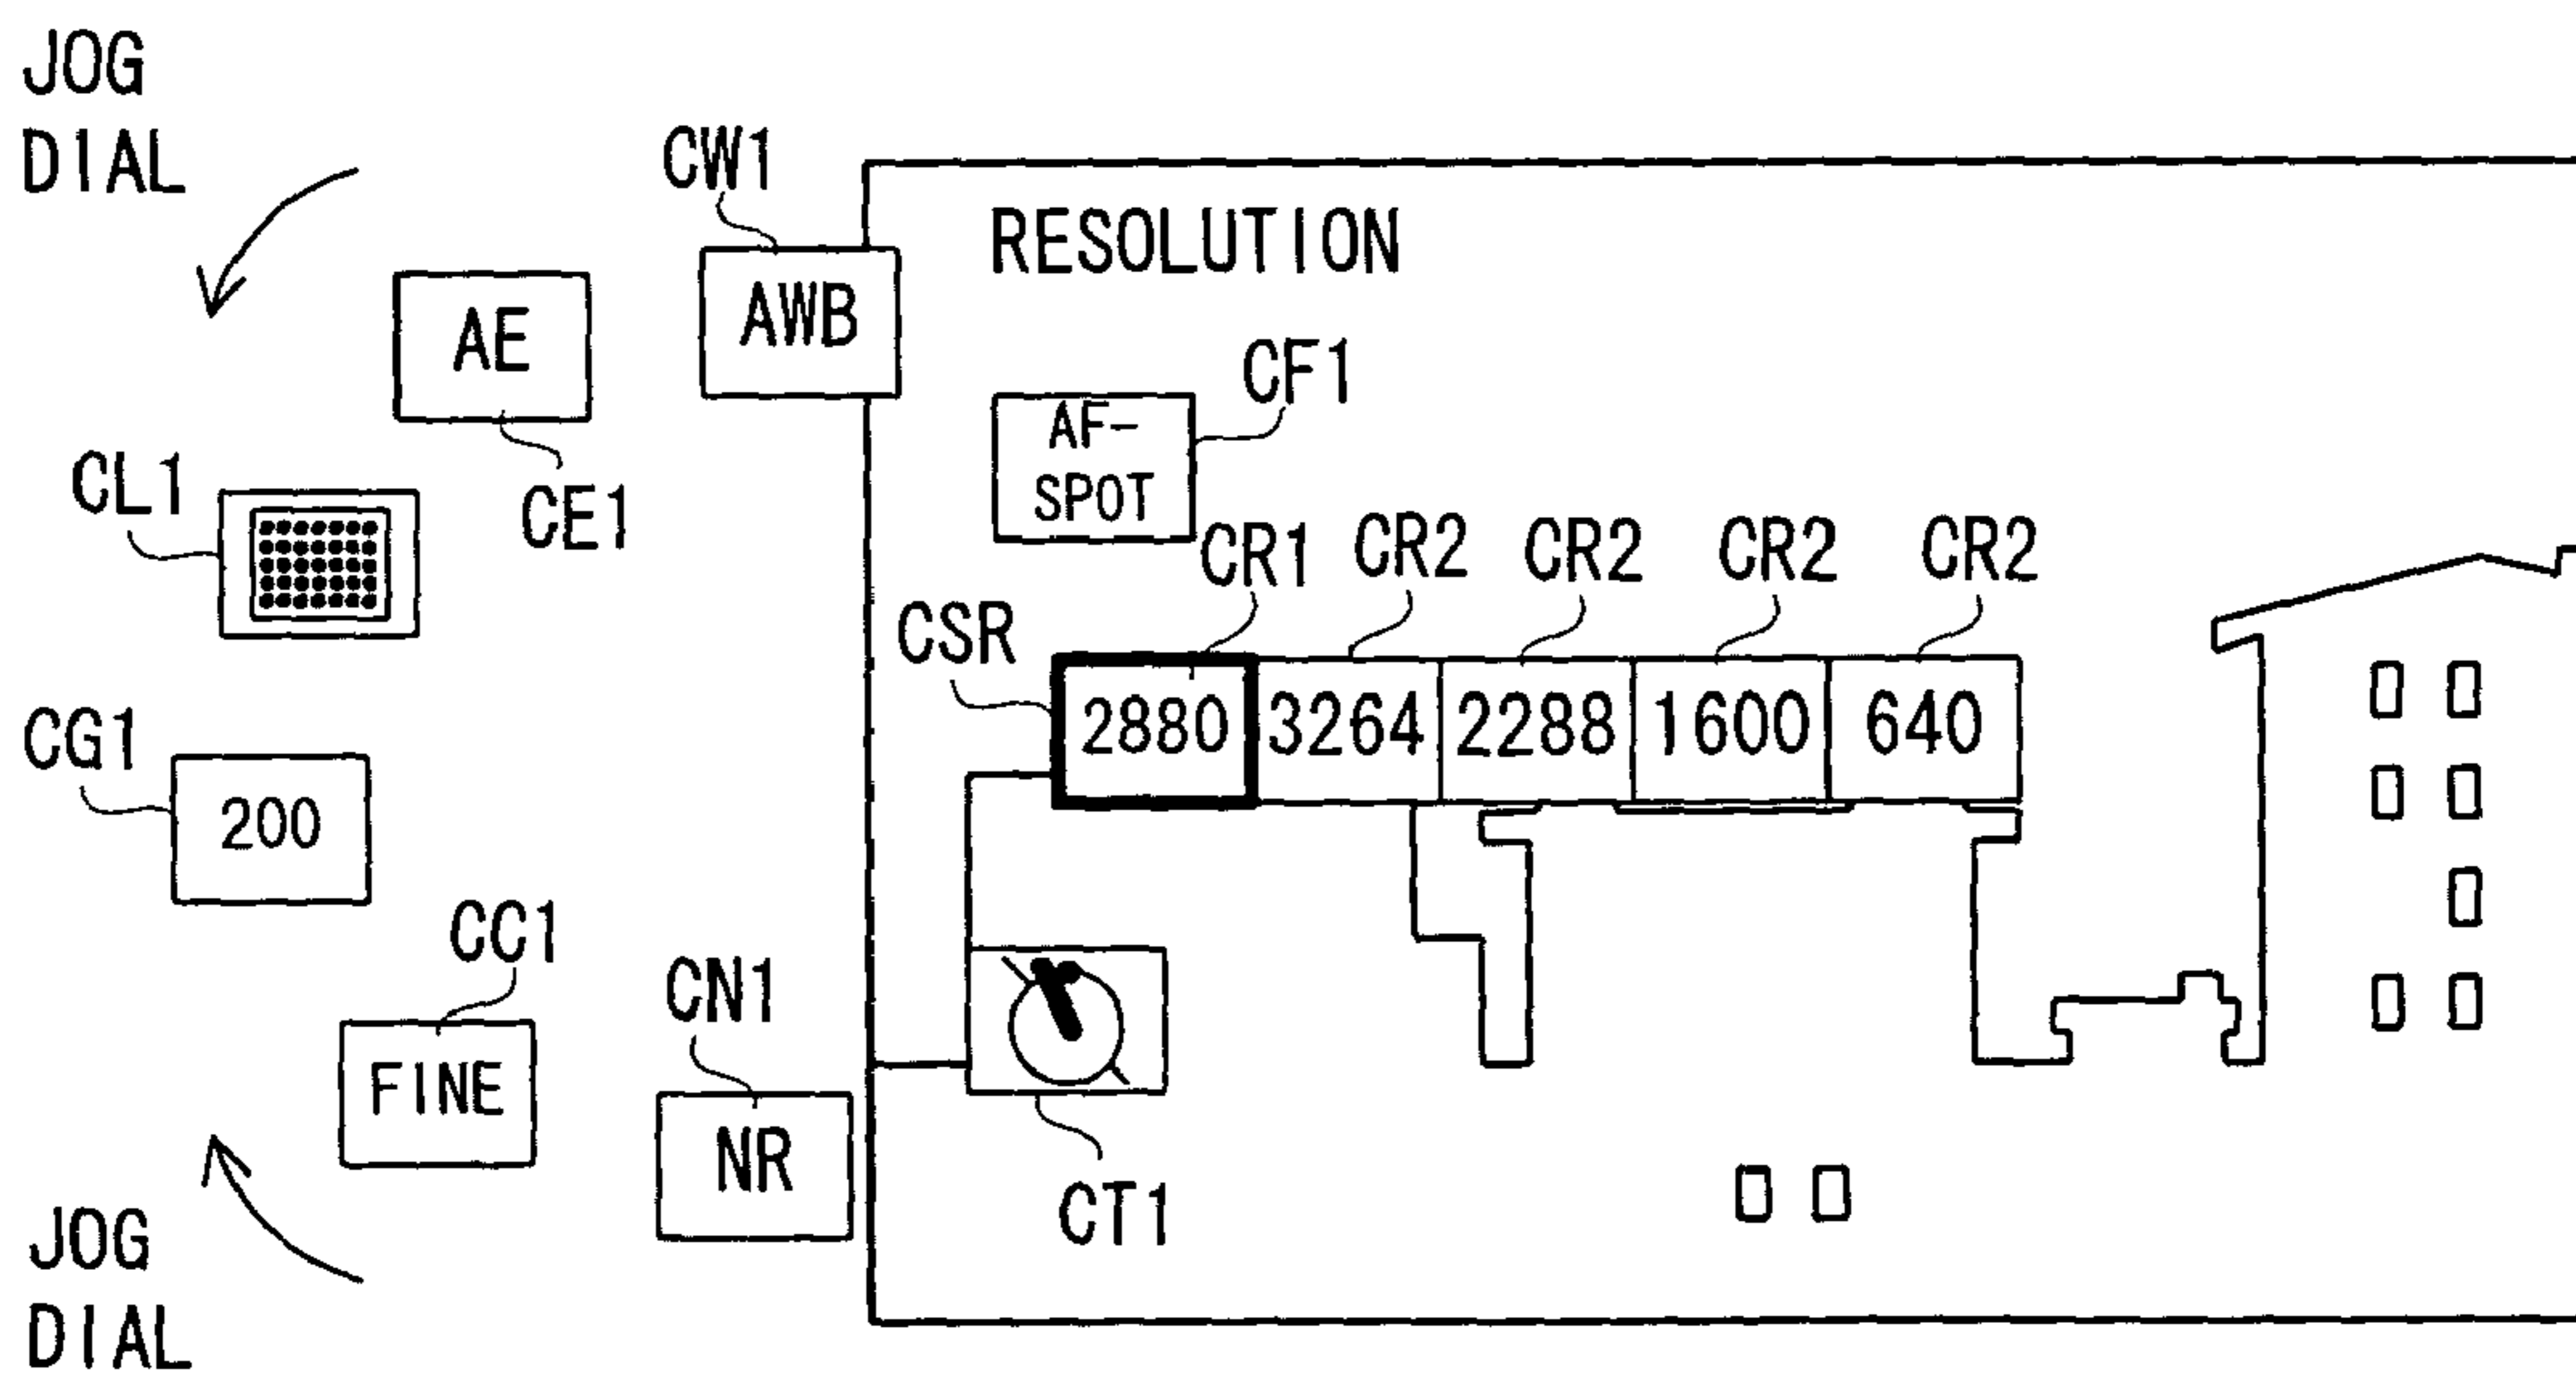 JOG
DIAL
CW1
RESOLUTION
AWB
AE
CF1
AF-
SPOT
CL1
CE1
CR1
CR2
CR2
CR2
CR2
CSR
2880
3264
2288
1600
640
CG1
200
CC1
CN1
FINE
NR
CT1
JOG
DIAL